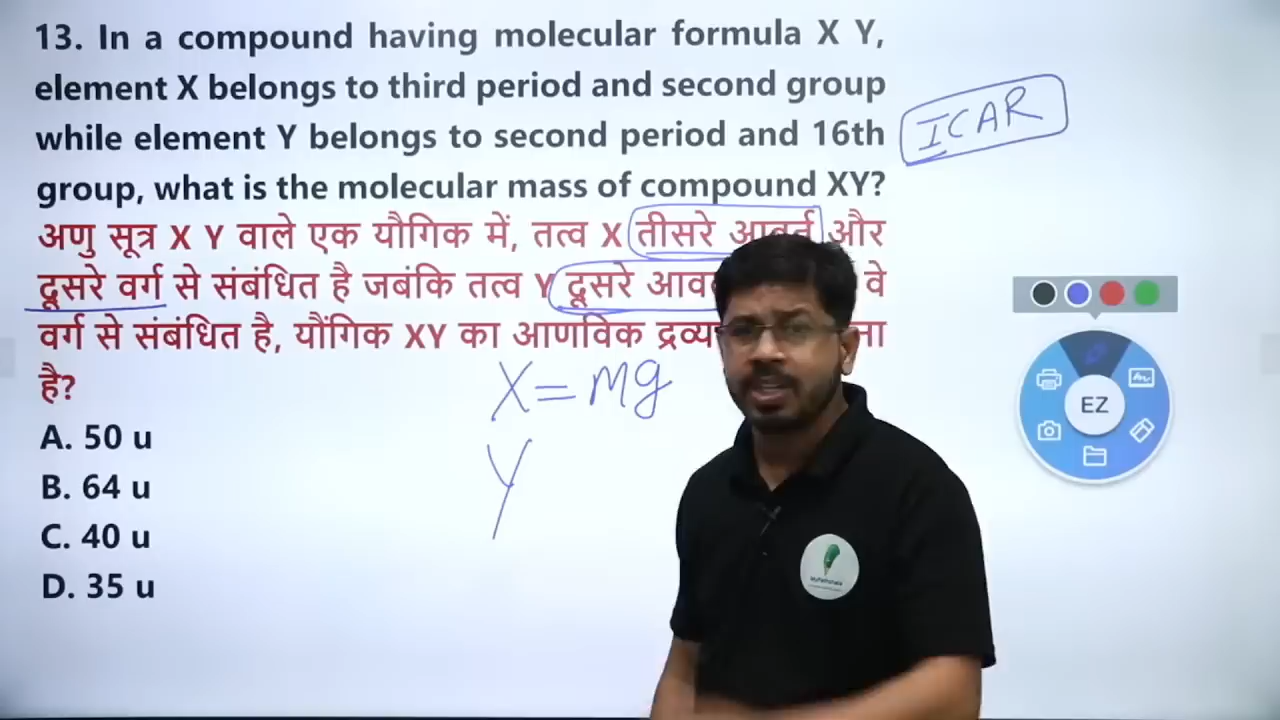 13. In a compound having molecular formula X Y,
element X belongs to third period and second group
while element Y belongs to second period and 16th
group, what is the molecular mass of compound XY?
ICAR
अणु सूत्र X Y वाले एक यौगिक में, तत्व X तीसरे आवर्त और
दूसरे वर्ग से संबंधित है जबकि तत्व Y दूसरे वे
वर्ग से संबंधित है, यौंगिक XY का आणविक
है?
X = Mg
Y
A. 50 u
B. 64 u
C. 40 u
D. 35 u
EZ